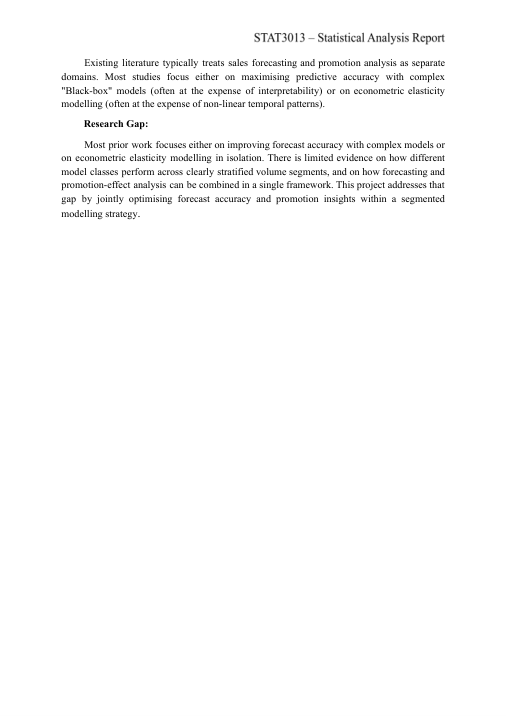 STAT3013 – Statistical Analysis Report
Existing literature typically treats sales forecasting and promotion analysis as separate
domains. Most studies focus either on maximising predictive accuracy with complex
"Black-box" models (often at the expense of interpretability) or on econometric elasticity
modelling (often at the expense of non-linear temporal patterns).
Research Gap:
Most prior work focuses either on improving forecast accuracy with complex models or
on econometric elasticity modelling in isolation. There is limited evidence on how different
model classes perform across clearly stratified volume segments, and on how forecasting and
promotion-effect analysis can be combined in a single framework. This project addresses that
gap by jointly optimising forecast accuracy and promotion insights within a segmented
modelling strategy.